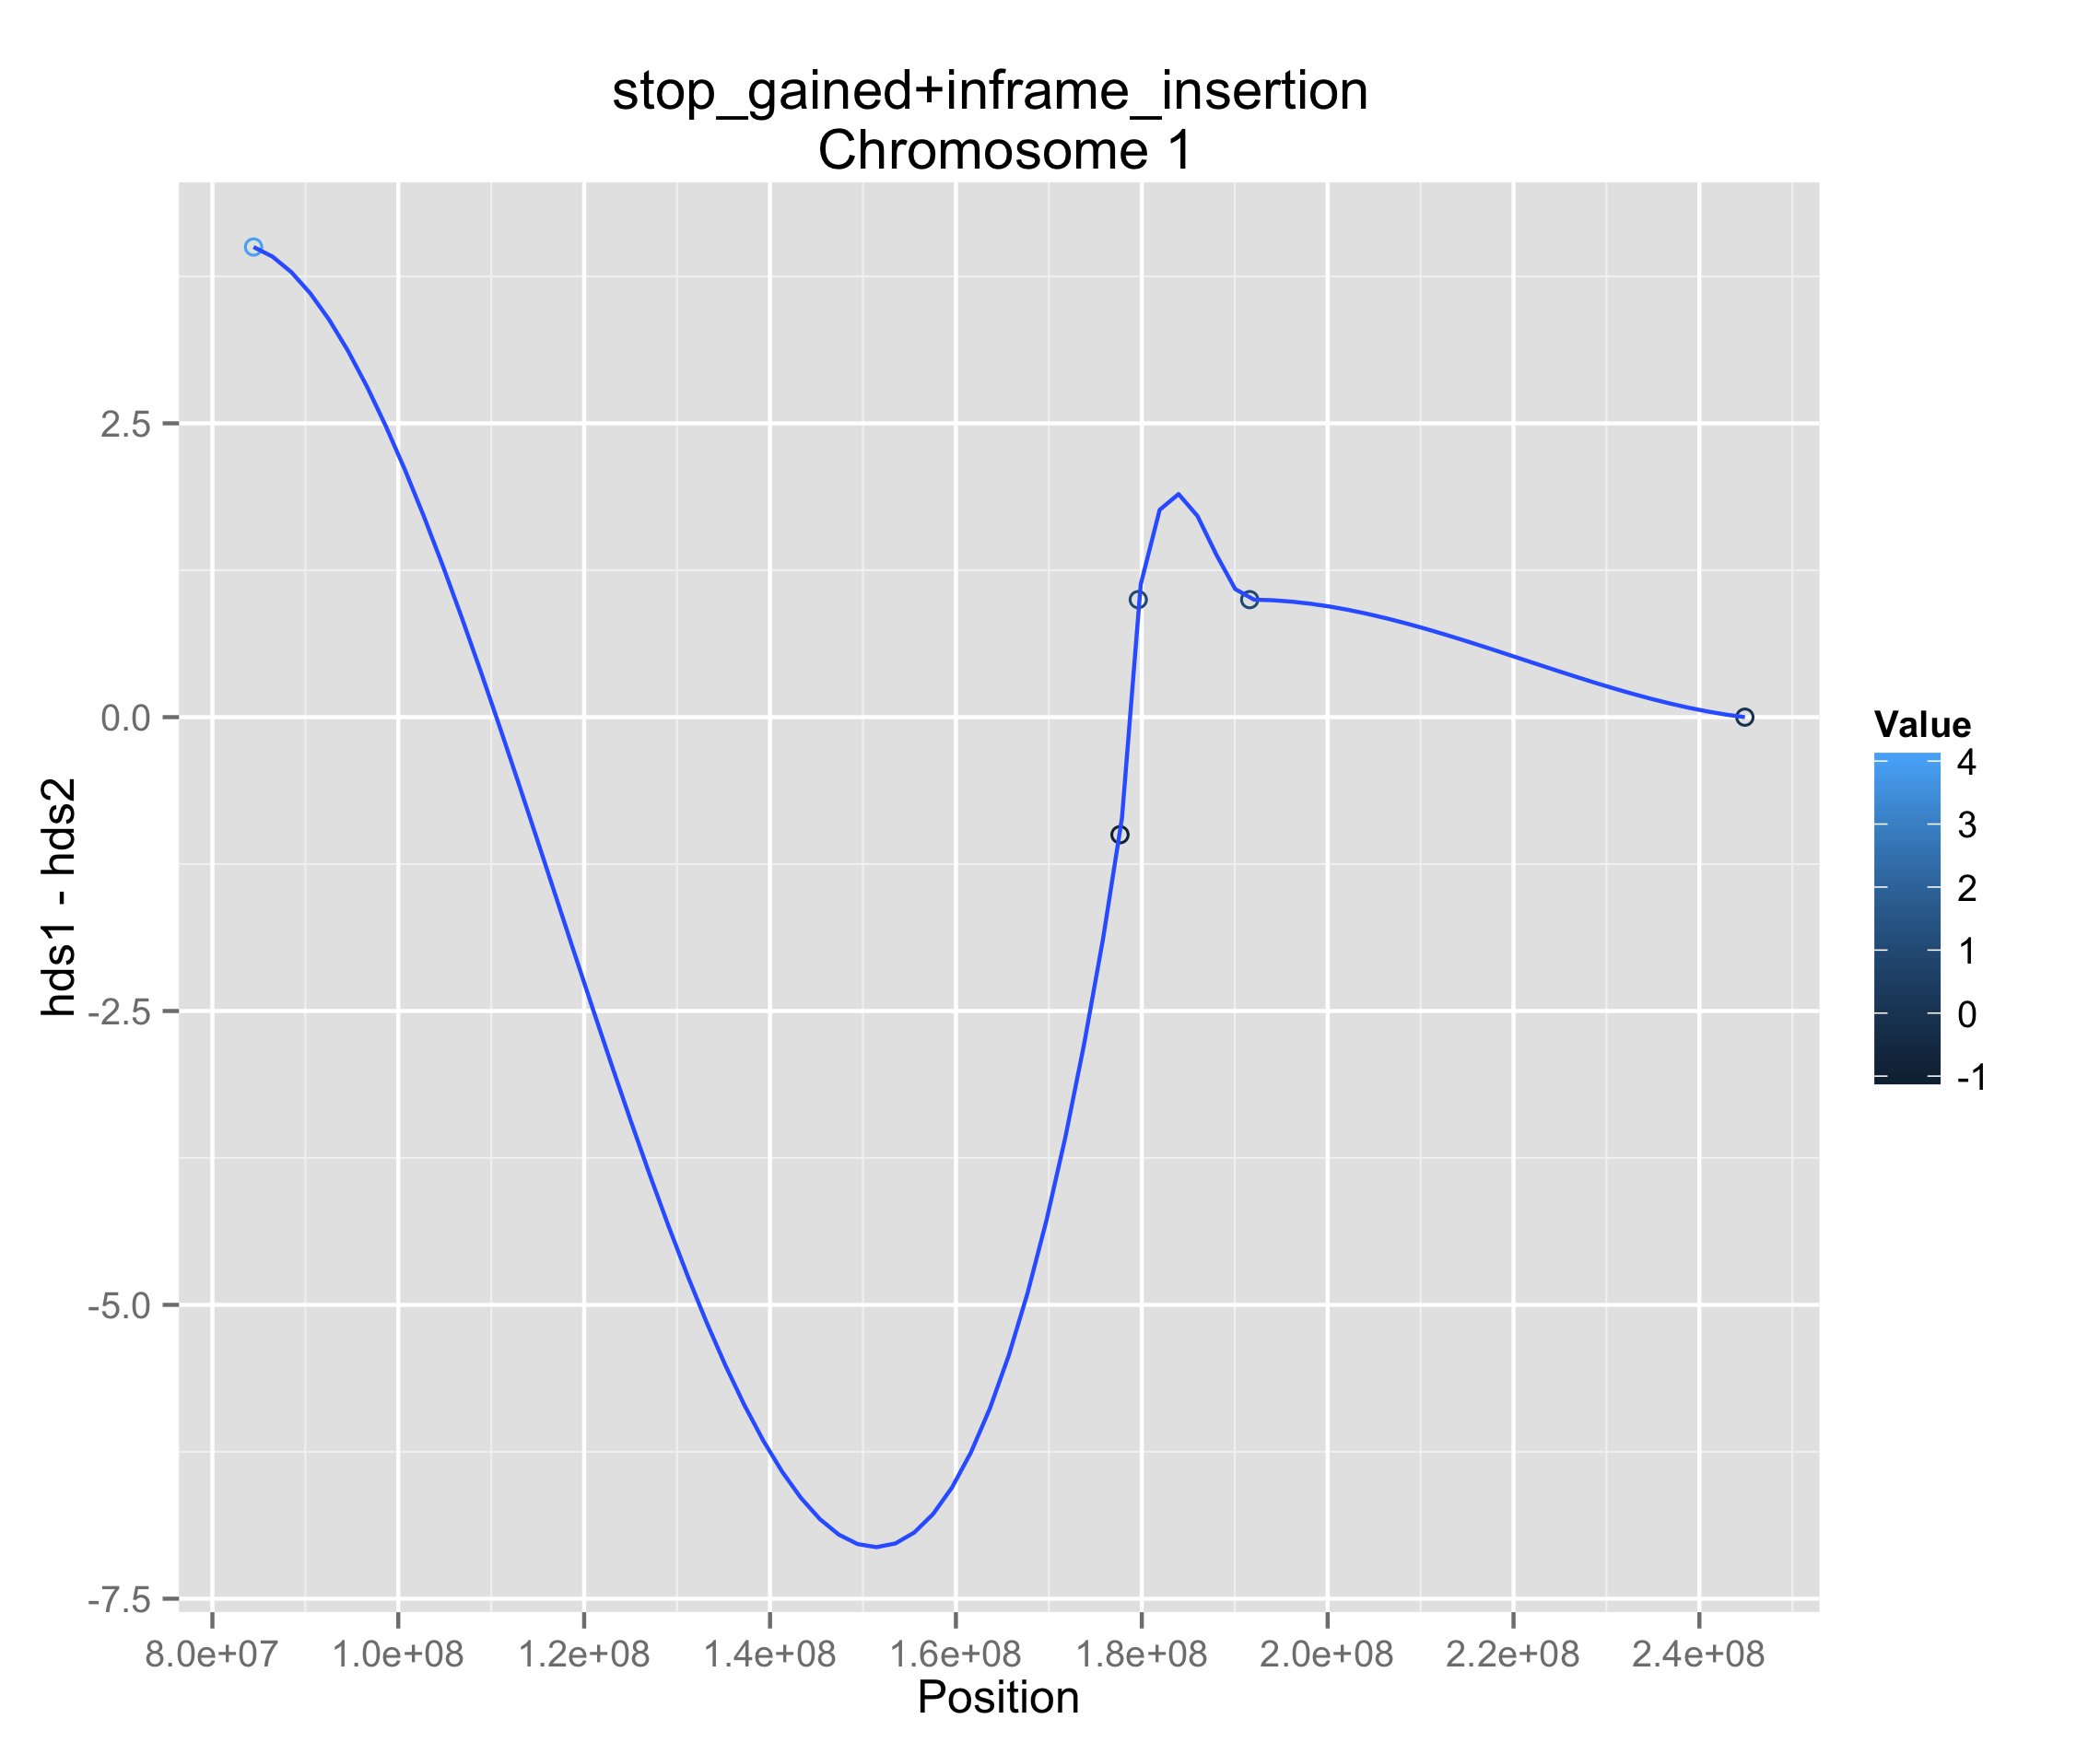 stop_gained+inframe_insertion
Chromosome 1
hds1 - hds2
2.5
0.0
-2.5
-5.0
-7.5
8.0e+07 1.0e+08 1.2e+08 1.4e+08 1.6e+08 1.8e+08 2.0e+08 2.2e+08 2.4e+08
Position
Value
4
3
2
1
0
-1